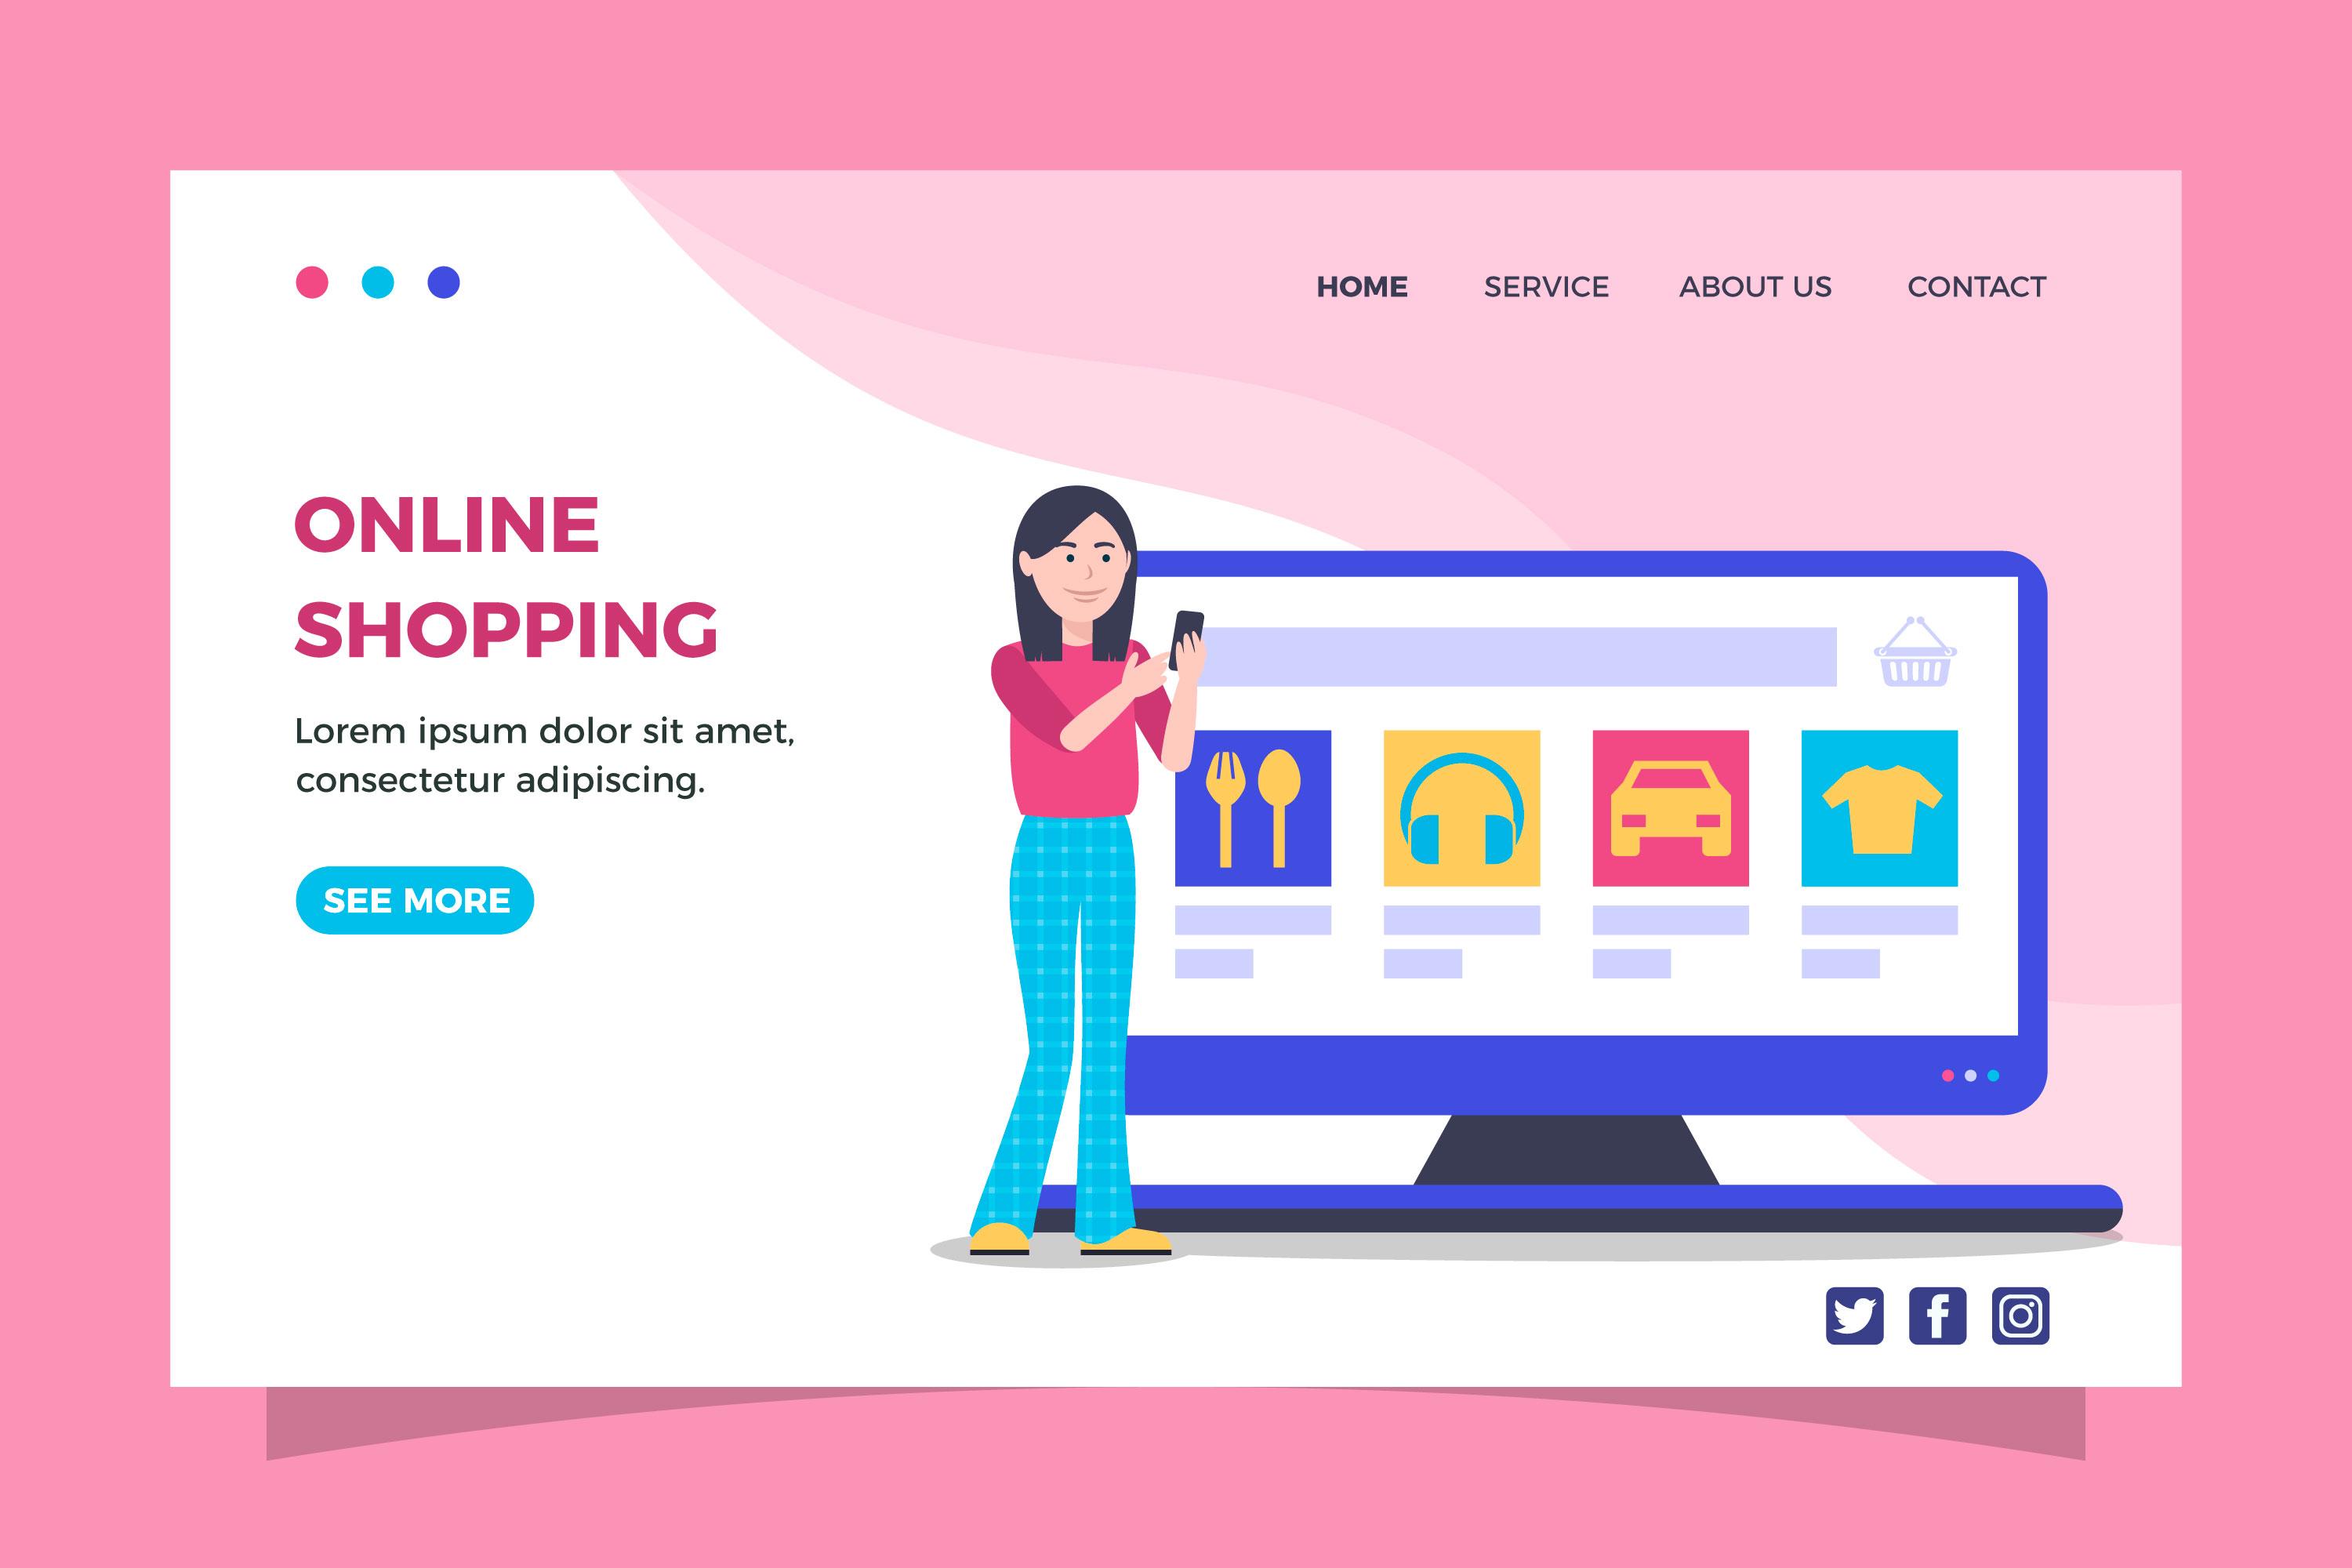 HOME SERVICE ABOUT US CONTACT
ONLINE
SHOPPING
Lorem ipsum dolor sit amet,
consectetur adipiscing.
SEE MORE